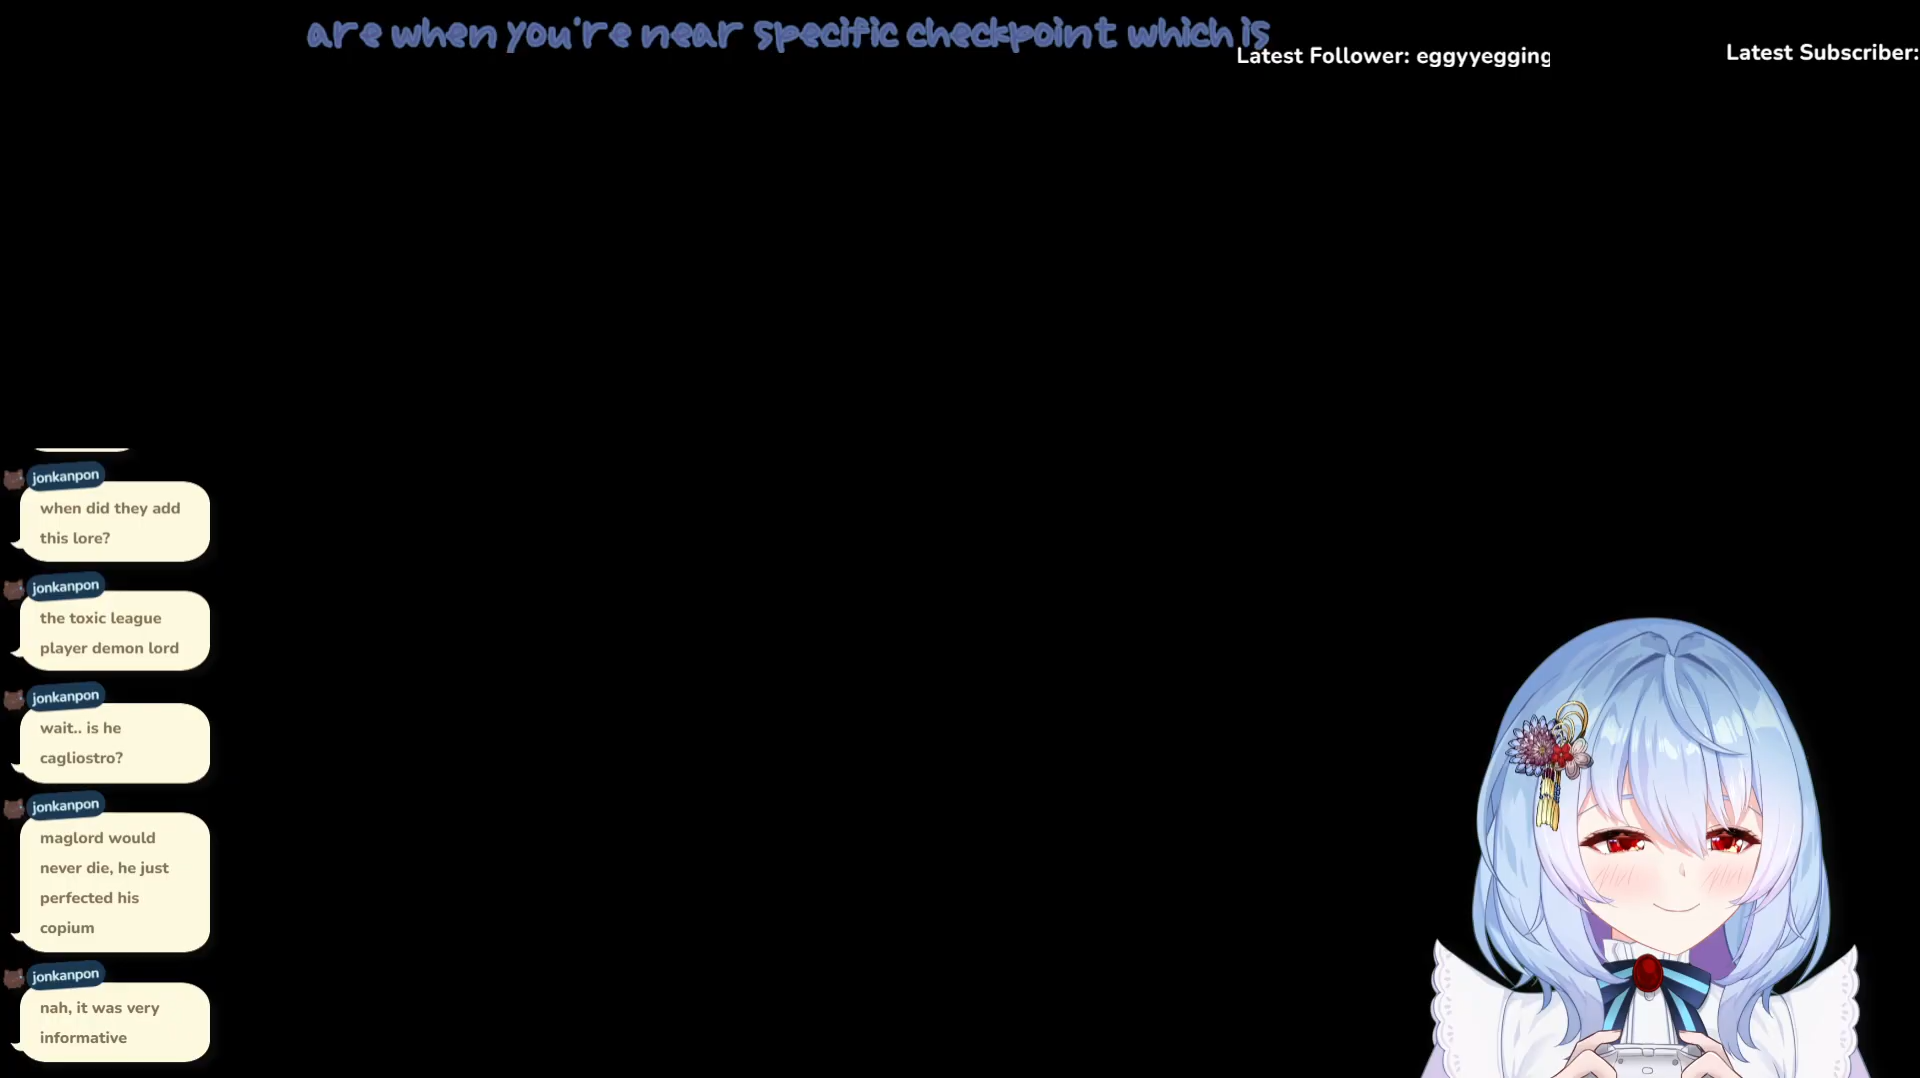 are when you're near specific checkpoint which is
Latest Follower: eggyyegging
Latest Subscriber:
jonkanpon
when did they add
this lore?
jonkanpon
the toxic league
player demon lord
jonkanpon
wait.. is he
cagliostro?
jonkanpon
maglord would
never die, he just
perfected his
copium
jonkanpon
nah, it was very
informative